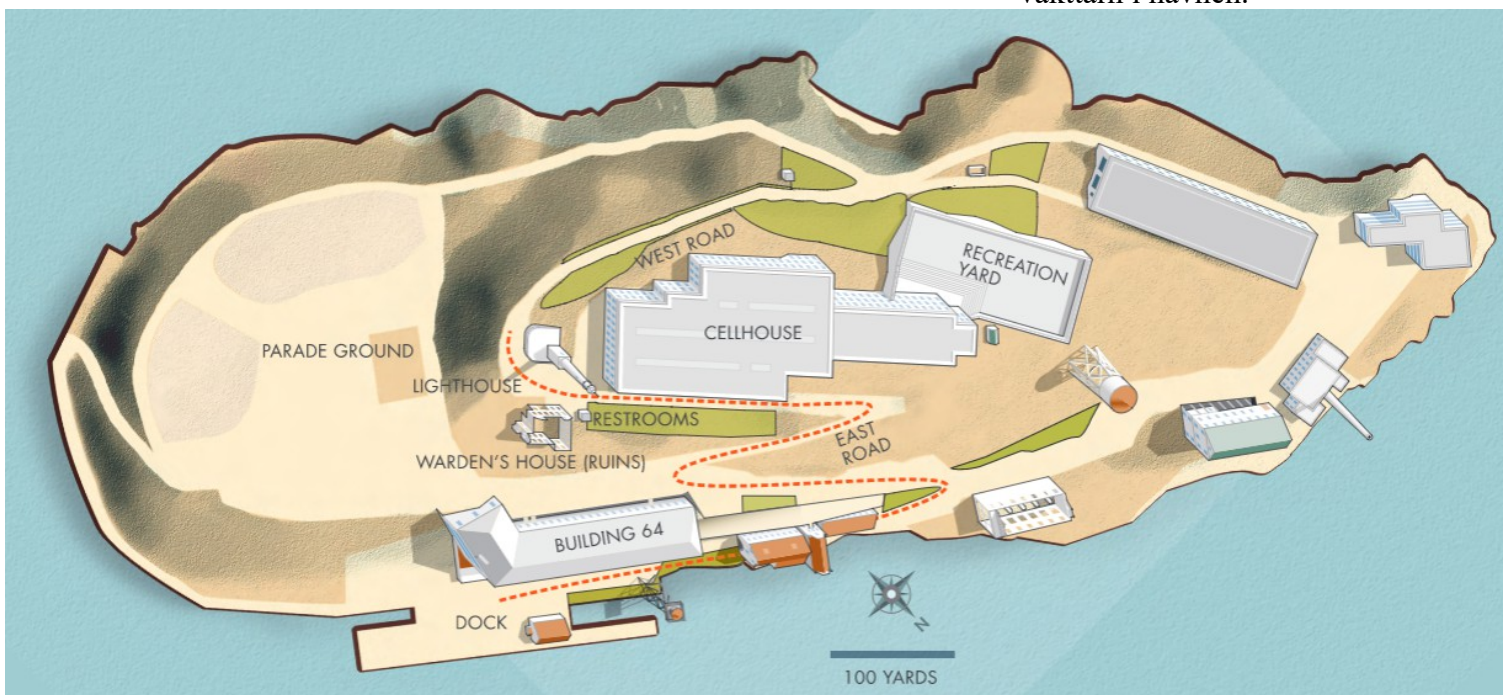 WEST ROAD
RECREATION
YARD
CELLHOUSE
PARADE GROUND
LIGHTHOUSE
RESTROOMS
EAST
ROAD
WARDEN'S HOUSE (RUINS)
BUILDING 64
DOCK
N
100 YARDS